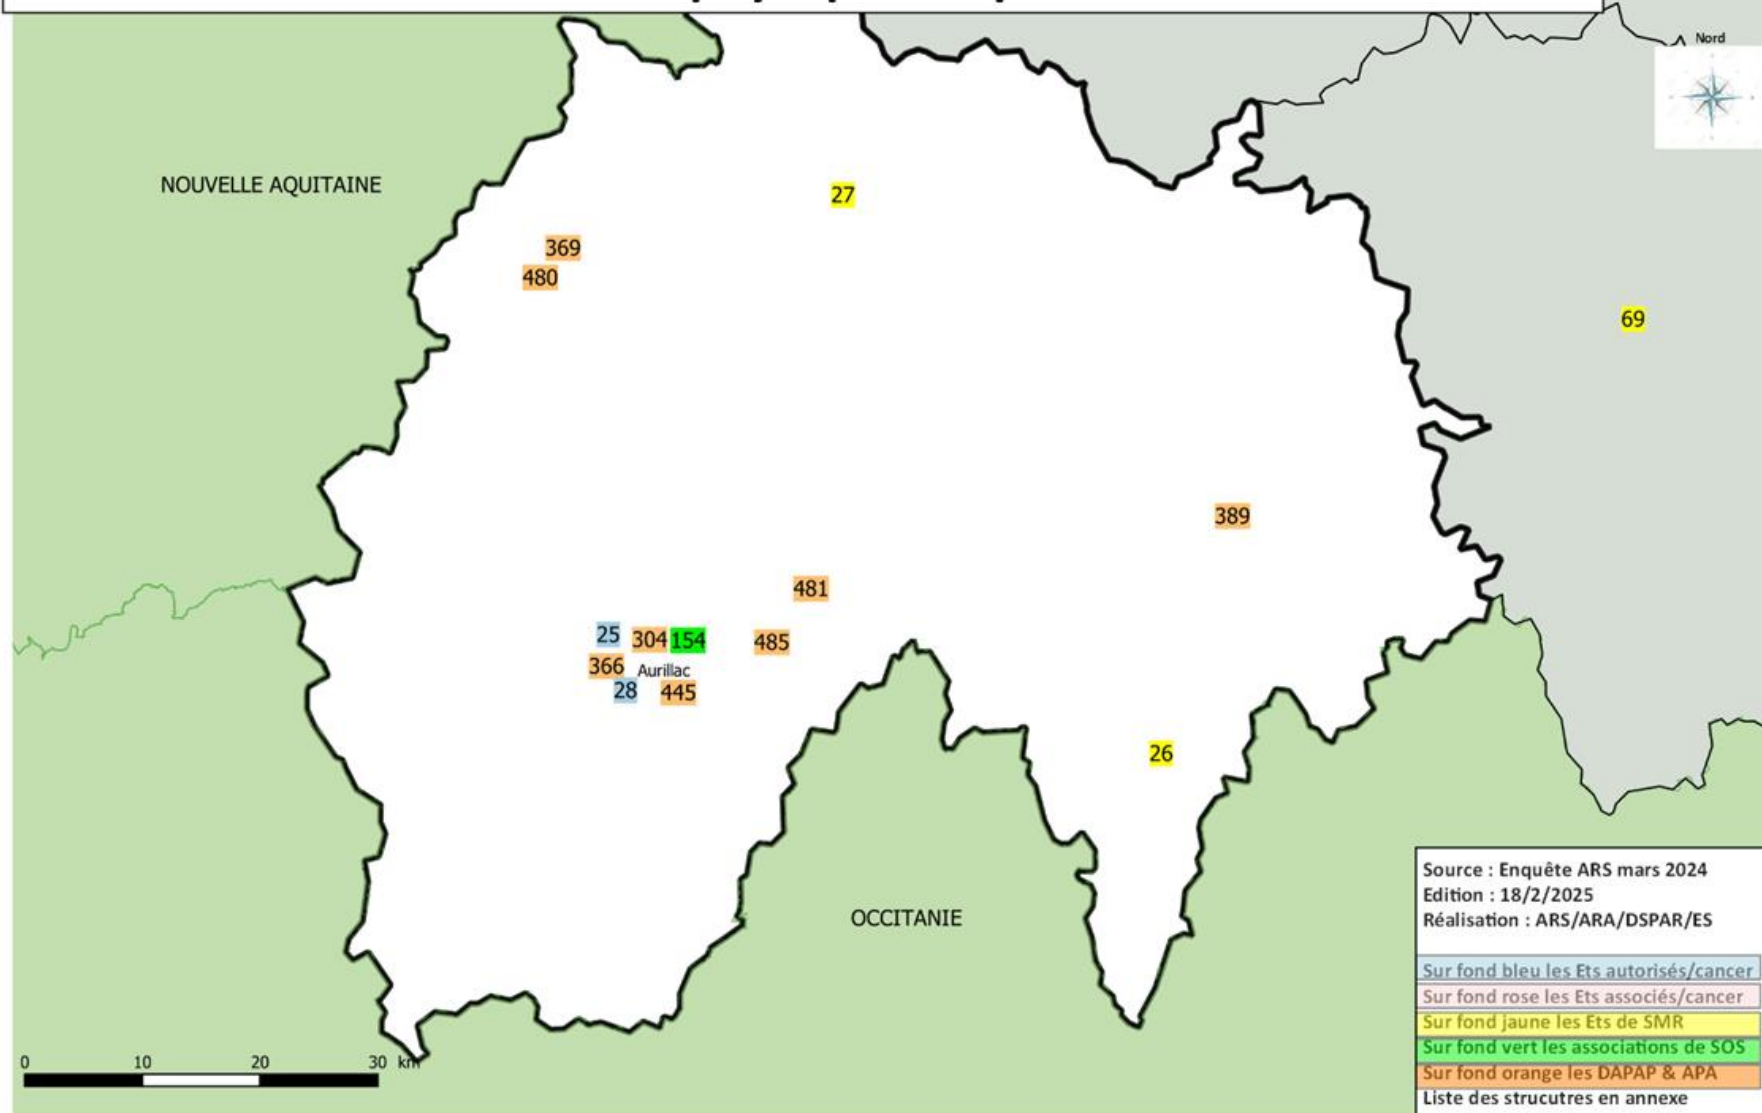 Nord
NOUVELLE AQUITAINE
27
369
480
69
389
481
25
304
154
485
366
Aurillac
28
445
26
OCCITANIE
0 10 20 30 km
Source : Enquête ARS mars 2024
Edition : 18/2/2025
Réalisation : ARS/ARA/DSPAR/ES
Sur fond bleu les Ets autorisés/cancer
Sur fond rose les Ets associés/cancer
Sur fond jaune les Ets de SMR
Sur fond vert les associations de SOS
Sur fond orange les DAPAP & APA
Liste des strucutres en annexe